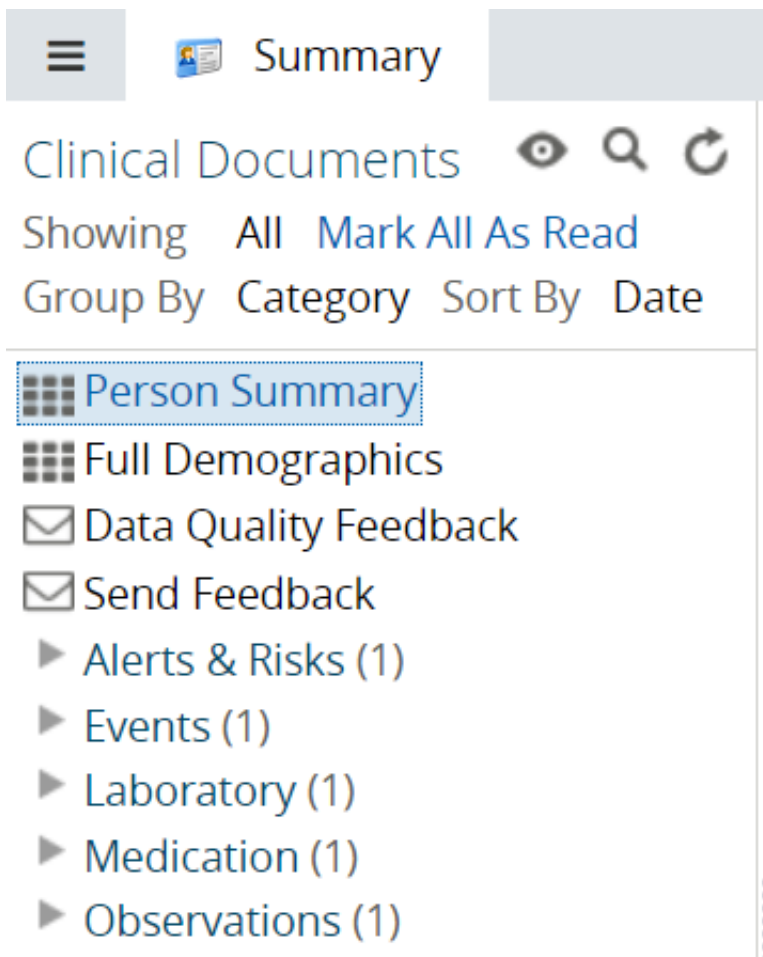 Summary
Clinical Documents
Showing All Mark All As Read
Group By Category Sort By Date
Person Summary
Full Demographics
Data Quality Feedback
Send Feedback
Alerts & Risks (1)
Events (1)
Laboratory (1)
Medication (1)
Observations (1)